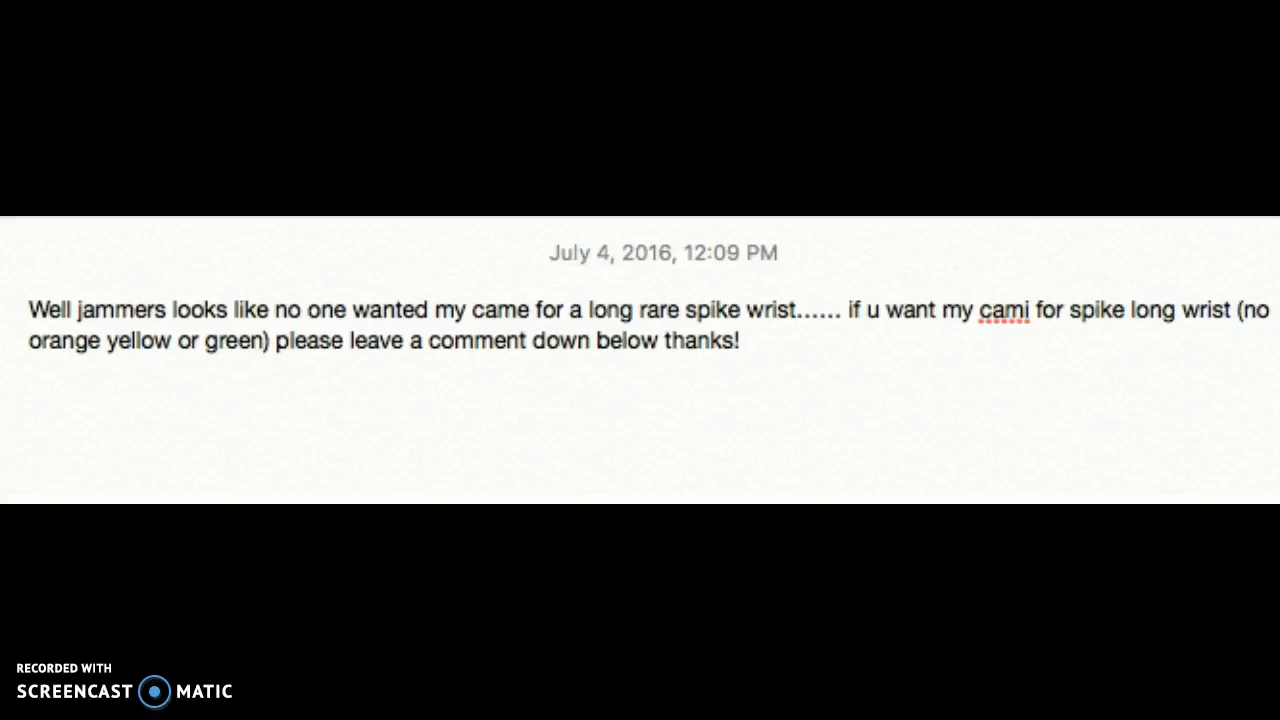 July 4, 2016, 12:09 PM
Well jammers looks like no one wanted my came for a long rare spike wrist...... if u want my cami for spike long wrist (no
orange yellow or green) please leave a comment down below thanks!
RECORDED WITH
SCREENCAST MATIC